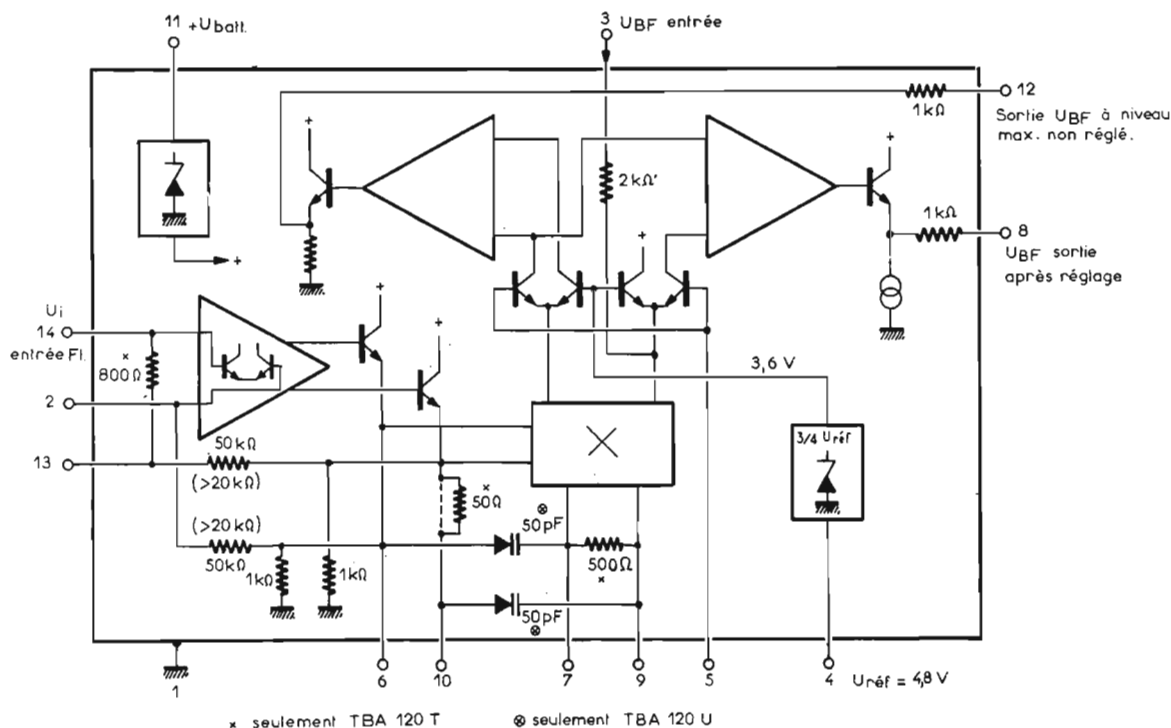 11 +Ubatt.
3 UBF entrée
12
1kΩ
Sortie UBF à niveau
max. non réglé.
+
+
2kΩ'
1kΩ
8
UBF sortie
après réglage
+
+
+
+
Ui
14
entrée FI.
x
800Ω
2
3,6 V
13
50kΩ
(>20kΩ)
3/4 Uréf
x
50Ω
⊗
50pF
(>20kΩ)
50kΩ
1kΩ
1kΩ
500Ω
x
50pF
⊗
1
6
10
7
9
5
4
Uréf = 4,8 V
x seulement TBA 120 T
⊗ seulement TBA 120 U